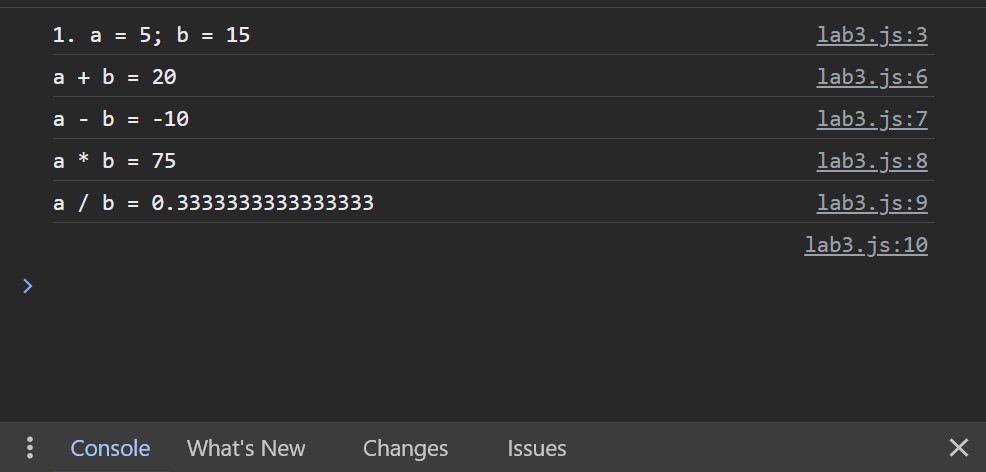 1. a = 5; b = 15 lab3.js:3
a + b = 20 lab3.js:6
a - b = -10 lab3.js:7
a * b = 75 lab3.js:8
a / b = 0.3333333333333333 lab3.js:9
lab3.js:10
Console What's New Changes Issues